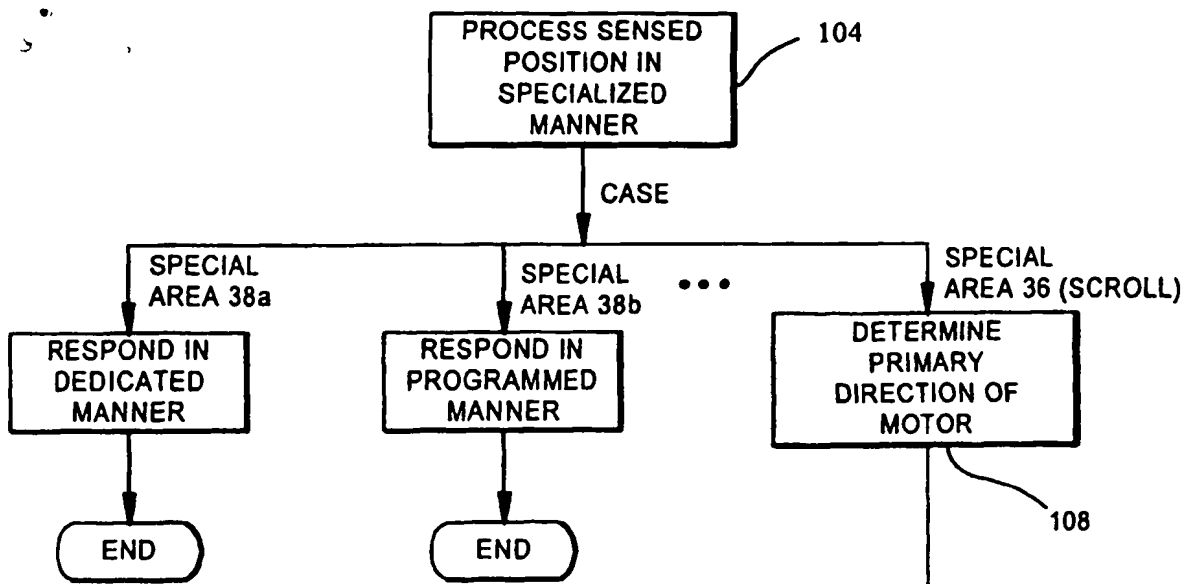 PROCESS SENSED
POSITION IN
SPECIALIZED
MANNER
104
CASE
SPECIAL
AREA 38a
SPECIAL
AREA 38b
SPECIAL
AREA 36 (SCROLL)
RESPOND IN
DEDICATED
MANNER
RESPOND IN
PROGRAMMED
MANNER
DETERMINE
PRIMARY
DIRECTION OF
MOTOR
108
END
END